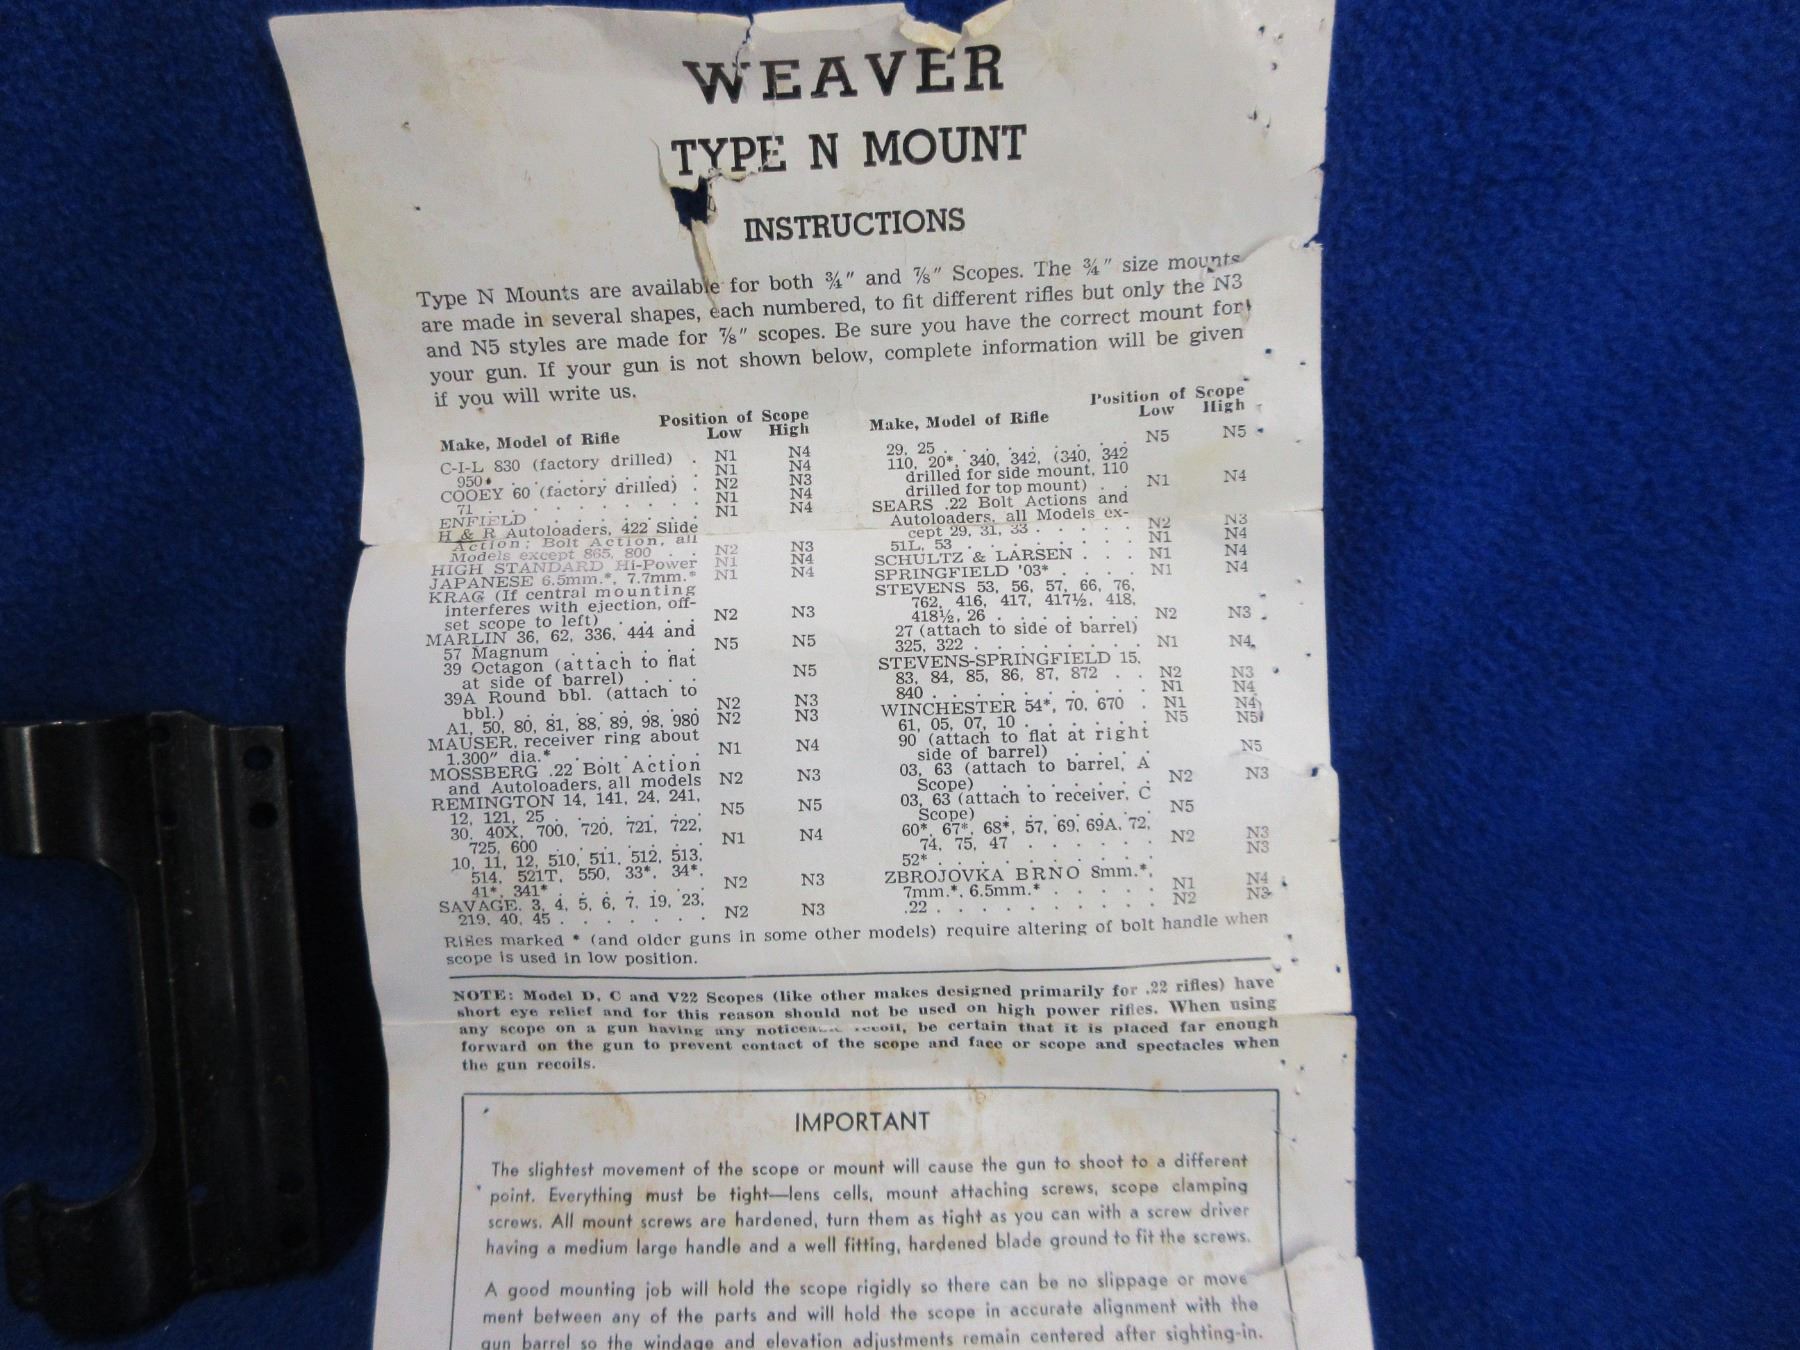 WEAVER
TYPE N MOUNT
INSTRUCTIONS
Type N Mounts are available for both ¾" and ⅞" Scopes. The ¾" size mounts
are made in several shapes, each numbered, to fit different rifles but only the N3
and N5 styles are made for ⅞" scopes. Be sure you have the correct mount for
your gun. If your gun is not shown below, complete information will be given
if you will write us.
Position of Scope
Make, Model of Rifle Low High
C-I-L 830 (factory drilled) . N1 N4
950* . . . . . . . N1 N4
COOEY 60 (factory drilled) . N2 N3
71 . . . . . . . . N1 N4
ENFIELD . . . . . . N1 N4
H & R Autoloaders, 422 Slide
Action; Bolt Action, all
Models except 865, 800 . . N2 N3
HIGH STANDARD Hi-Power N1 N4
JAPANESE 6.5mm.*, 7.7mm.* N1 N4
KRAG (If central mounting
interferes with ejection, off-
set scope to left) . . . . N2 N3
MARLIN 36, 62, 336, 444 and
57 Magnum . . . . . . N5 N5
39 Octagon (attach to flat
at side of barrel) . . . N5
39A Round bbl. (attach to
bbl.) . . . . . . . N2 N3
A1, 50, 80, 81, 88, 89, 98, 980 N2 N3
MAUSER, receiver ring about
1.300" dia.* . . . . . . N1 N4
MOSSBERG .22 Bolt Action
and Autoloaders, all models N2 N3
REMINGTON 14, 141, 24, 241,
12, 121, 25 . . . . . . N5 N5
30, 40X, 700, 720, 721, 722,
725, 600 . . . . . . . N1 N4
10, 11, 12, 510, 511, 512, 513,
514, 521T, 550, 33*, 34*,
41*, 341* . . . . . . N2 N3
SAVAGE, 3, 4, 5, 6, 7, 19, 23,
219, 40, 45 . . . . . . . N2 N3
Position of Scope
Make, Model of Rifle Low High
29, 25 . . . . . . . . N5 N5
110, 20*, 340, 342, (340, 342
drilled for side mount, 110
drilled for top mount) . . N1 N4
SEARS .22 Bolt Actions and
Autoloaders, all Models ex-
cept 29, 31, 33 . . . . . N2 N3
51L, 53 . . . . . . . . N1 N4
SCHULTZ & LARSEN . . . N1 N4
SPRINGFIELD '03* . . . . N1 N4
STEVENS 53, 56, 57, 66, 76,
762, 416, 417, 417½, 418,
418½, 26 . . . . . . . N2 N3
27 (attach to side of barrel)
325, 322 . . . . . . . . N1 N4
STEVENS-SPRINGFIELD 15,
83, 84, 85, 86, 87, 872 . . N2 N3
840 . . . . . . . . . . N1 N4
WINCHESTER 54*, 70, 670 . N1 N4
61, 05, 07, 10 . . . . . . N5 N5
90 (attach to flat at right
side of barrel) . . . . N5
03, 63 (attach to barrel, A
Scope) . . . . . . . N2 N3
03, 63 (attach to receiver, C
Scope) . . . . . . . N5
60*, 67*, 68*, 57, 69, 69A, 72,
74, 75, 47 . . . . . . N2 N3
52* . . . . . . . . . . N3
ZBROJOVKA BRNO 8mm.*,
7mm.*, 6.5mm.* . . . . . N1 N4
.22 . . . . . . . . . . N2 N3
Rifles marked * (and older guns in some other models) require altering of bolt handle when
scope is used in low position.
NOTE: Model D, C and V22 Scopes (like other makes designed primarily for .22 rifles) have
short eye relief and for this reason should not be used on high power rifles. When using
any scope on a gun having any noticeable recoil, be certain that it is placed far enough
forward on the gun to prevent contact of the scope and face or scope and spectacles when
the gun recoils.
IMPORTANT
The slightest movement of the scope or mount will cause the gun to shoot to a different
point. Everything must be tight—lens cells, mount attaching screws, scope clamping
screws. All mount screws are hardened, turn them as tight as you can with a screw driver
having a medium large handle and a well fitting, hardened blade ground to fit the screws.
A good mounting job will hold the scope rigidly so there can be no slippage or move
ment between any of the parts and will hold the scope in accurate alignment with the
gun barrel so the windage and elevation adjustments remain centered after sighting-in.